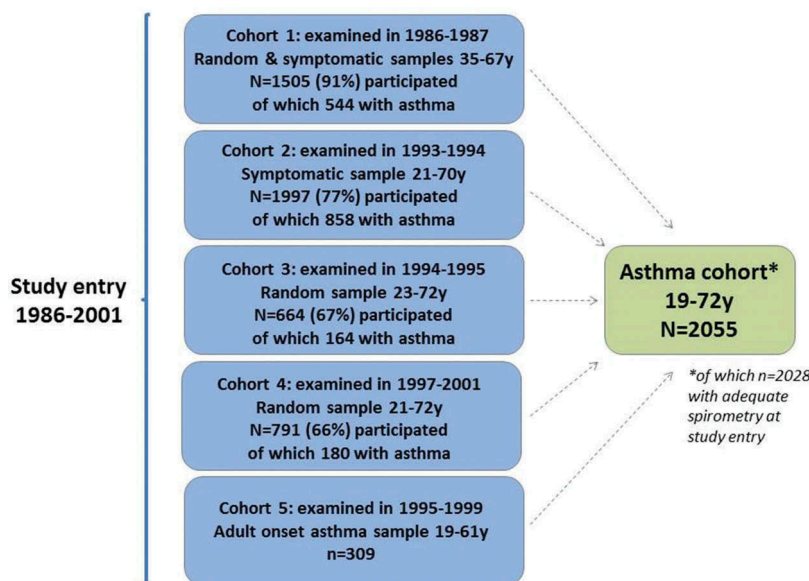 Study entry
1986-2001
Cohort 1: examined in 1986-1987
Random & symptomatic samples 35-67y
N=1505 (91%) participated
of which 544 with asthma
Cohort 2: examined in 1993-1994
Symptomatic sample 21-70y
N=1997 (77%) participated
of which 858 with asthma
Cohort 3: examined in 1994-1995
Random sample 23-72y
N=664 (67%) participated
of which 164 with asthma
Cohort 4: examined in 1997-2001
Random sample 21-72y
N=791 (66%) participated
of which 180 with asthma
Cohort 5: examined in 1995-1999
Adult onset asthma sample 19-61y
n=309
Asthma cohort*
19-72y
N=2055
*of which n=2028
with adequate
spirometry at
study entry